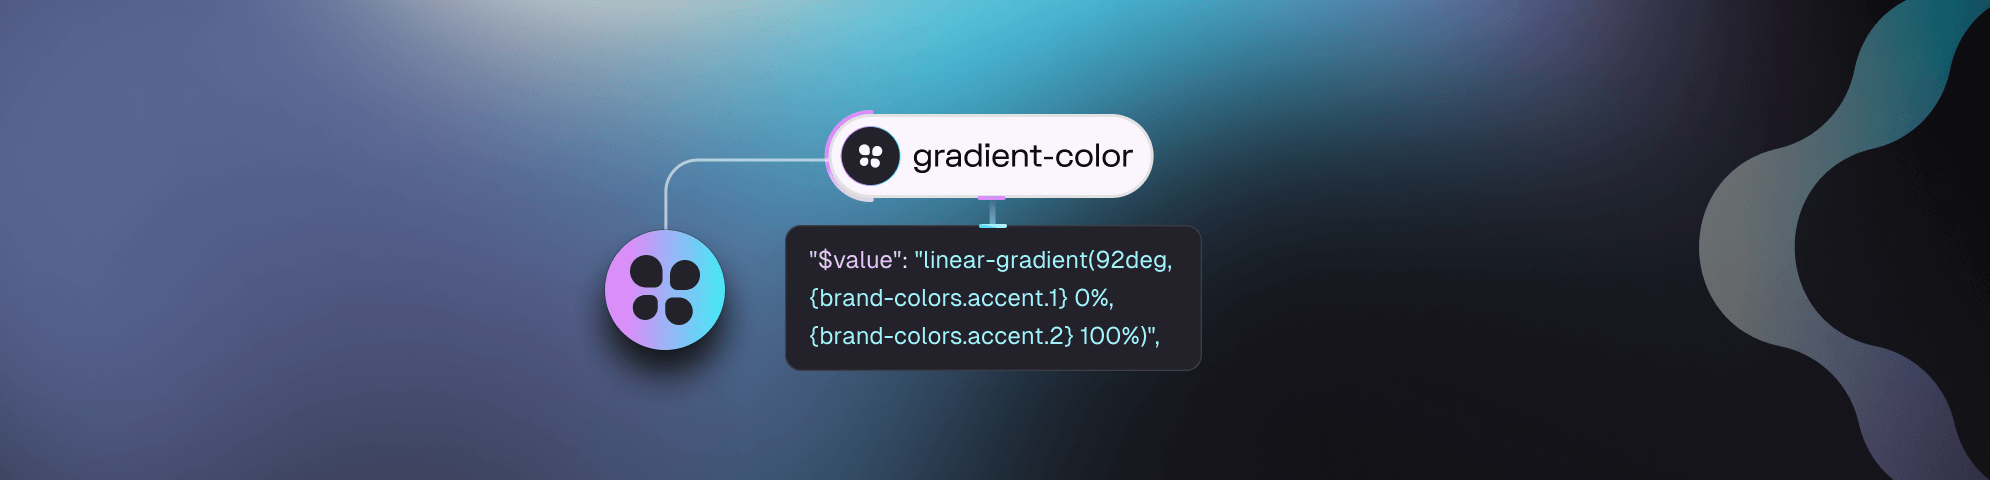 gradient-color
"$value": "linear-gradient(92deg,
{brand-colors.accent.1} 0%,
{brand-colors.accent.2} 100%)",